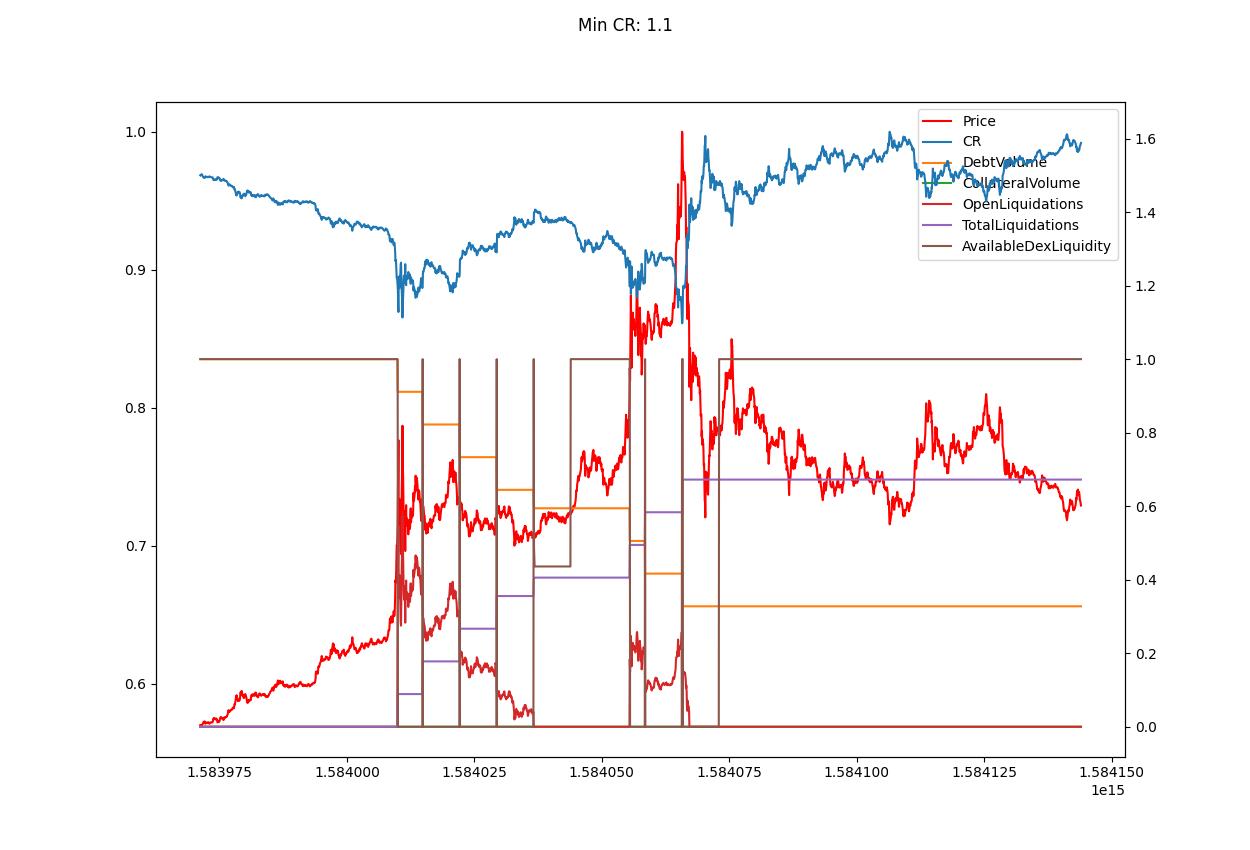 Min CR: 1.1
1.0
0.9
0.8
0.7
0.6
1.6
1.4
1.2
1.0
0.8
0.6
0.4
0.2
0.0
Price
CR
DebtVolume
CollateralVolume
OpenLiquidations
TotalLiquidations
AvailableDexLiquidity
1.583975 1.584000 1.584025 1.584050 1.584075 1.584100 1.584125 1.584150
1e15